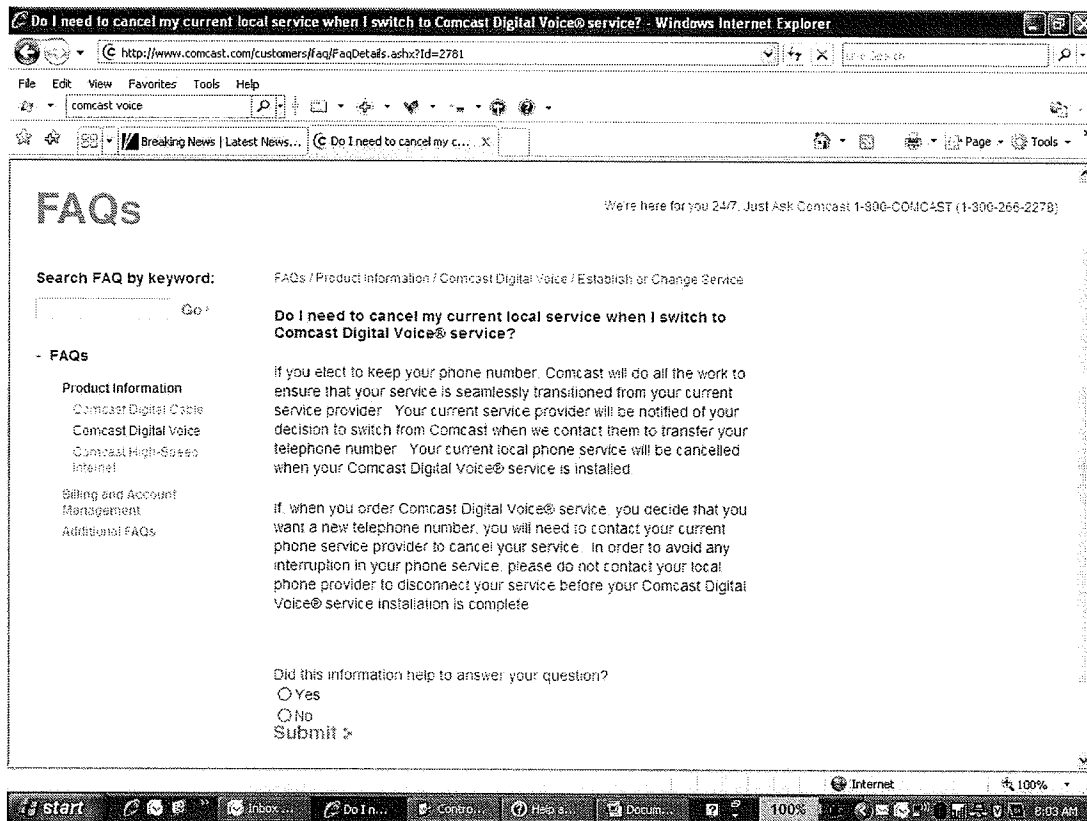 Do I need to cancel my current local service when I switch to Comcast Digital Voice® service? - Windows Internet Explorer
http://www.comcast.com/customers/faq/FaqDetails.ashx?Id=2781
File Edit View Favorites Tools Help
comcast voice
Breaking News | Latest News... Do I need to cancel my c... X Page Tools
FAQs
We're here for you 24/7. Just Ask Comcast 1-800-COMCAST (1-800-266-2278)
Search FAQ by keyword:
Go
FAQs / Product Information / Comcast Digital Voice / Establish or Change Service
Do I need to cancel my current local service when I switch to
Comcast Digital Voice® service?
- FAQs
Product Information
Comcast Digital Cable
Comcast Digital Voice
Comcast High-Speed
Internet
Billing and Account
Management
Additional FAQs
If you elect to keep your phone number, Comcast will do all the work to
ensure that your service is seamlessly transitioned from your current
service provider. Your current service provider will be notified of your
decision to switch from Comcast when we contact them to transfer your
telephone number. Your current local phone service will be cancelled
when your Comcast Digital Voice® service is installed.
If, when you order Comcast Digital Voice® service, you decide that you
want a new telephone number, you will need to contact your current
phone service provider to cancel your service. In order to avoid any
interruption in your phone service, please do not contact your local
phone provider to disconnect your service before your Comcast Digital
Voice® service installation is complete.
Did this information help to answer your question?
Yes
No
Submit >
Internet 100%
start Inbox ... Do I n... Contro... Docum... 100% 8:03 AM